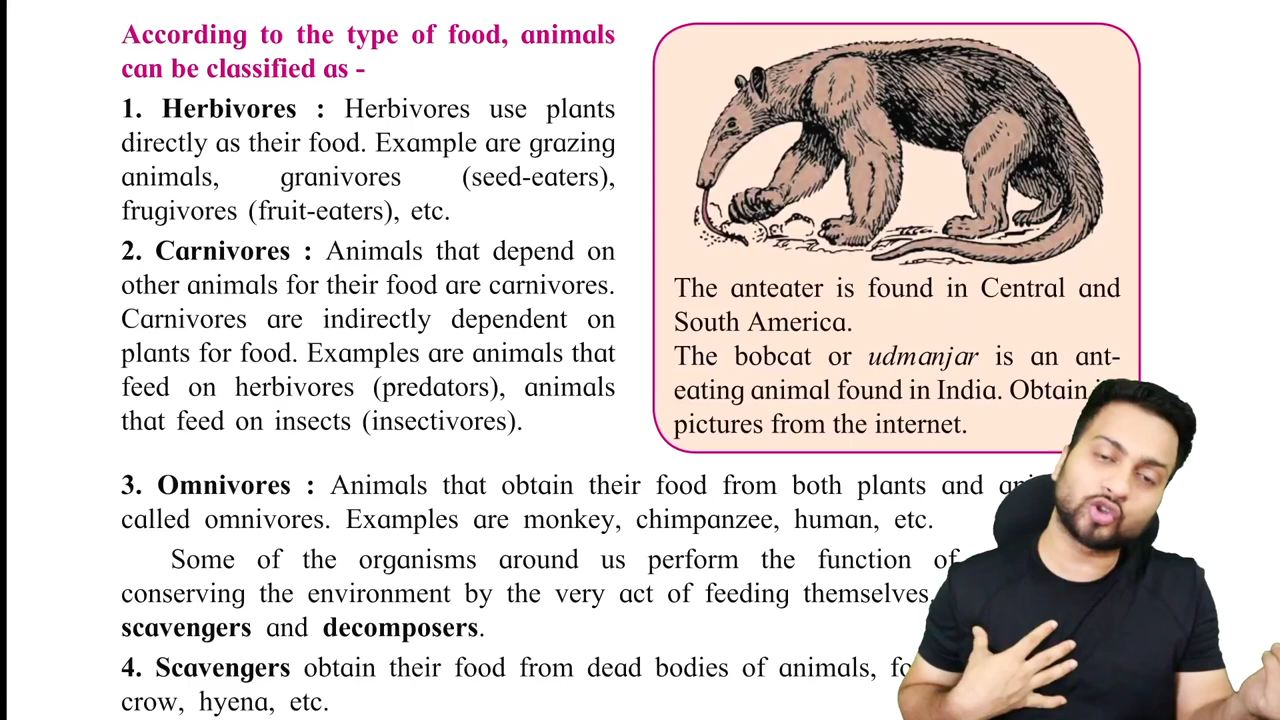 According to the type of food, animals
can be classified as -
1. Herbivores : Herbivores use plants
directly as their food. Example are grazing
animals, granivores (seed-eaters),
frugivores (fruit-eaters), etc.
2. Carnivores : Animals that depend on
other animals for their food are carnivores.
Carnivores are indirectly dependent on
plants for food. Examples are animals that
feed on herbivores (predators), animals
that feed on insects (insectivores).
The anteater is found in Central and
South America.
The bobcat or udmanjar is an ant-
eating animal found in India. Obtain
pictures from the internet.
3. Omnivores : Animals that obtain their food from both plants and
called omnivores. Examples are monkey, chimpanzee, human, etc.
Some of the organisms around us perform the function of
conserving the environment by the very act of feeding themselves.
scavengers and decomposers.
4. Scavengers obtain their food from dead bodies of animals,
crow, hyena, etc.